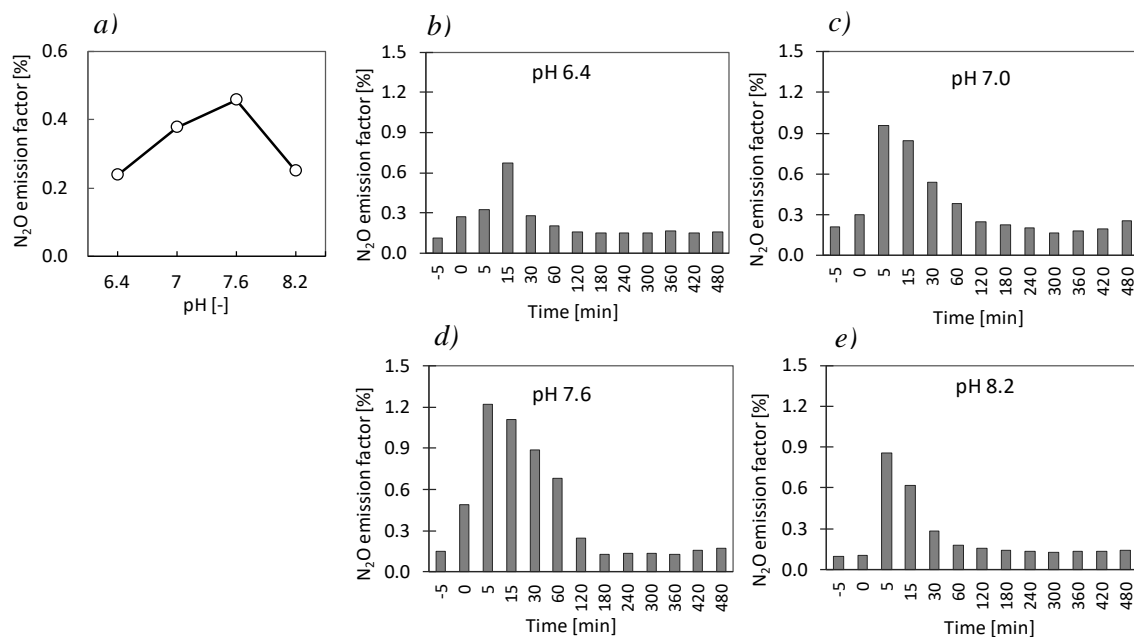 a)
N₂O emission factor [%]
0.6
0.4
0.2
0.0
6.4 7 7.6 8.2
pH [-]
b)
N₂O emission factor [%]
1.5
1.2
0.9
0.6
0.3
0.0
pH 6.4
-5 0 5 15 30 60 120 180 240 300 360 420 480
Time [min]
c)
N₂O emission factor [%]
1.5
1.2
0.9
0.6
0.3
0.0
pH 7.0
-5 0 5 15 30 60 120 180 240 300 360 420 480
Time [min]
d)
N₂O emission factor [%]
1.5
1.2
0.9
0.6
0.3
0.0
pH 7.6
-5 0 5 15 30 60 120 180 240 300 360 420 480
Time [min]
e)
N₂O emission factor [%]
1.5
1.2
0.9
0.6
0.3
0.0
pH 8.2
-5 0 5 15 30 60 120 180 240 300 360 420 480
Time [min]